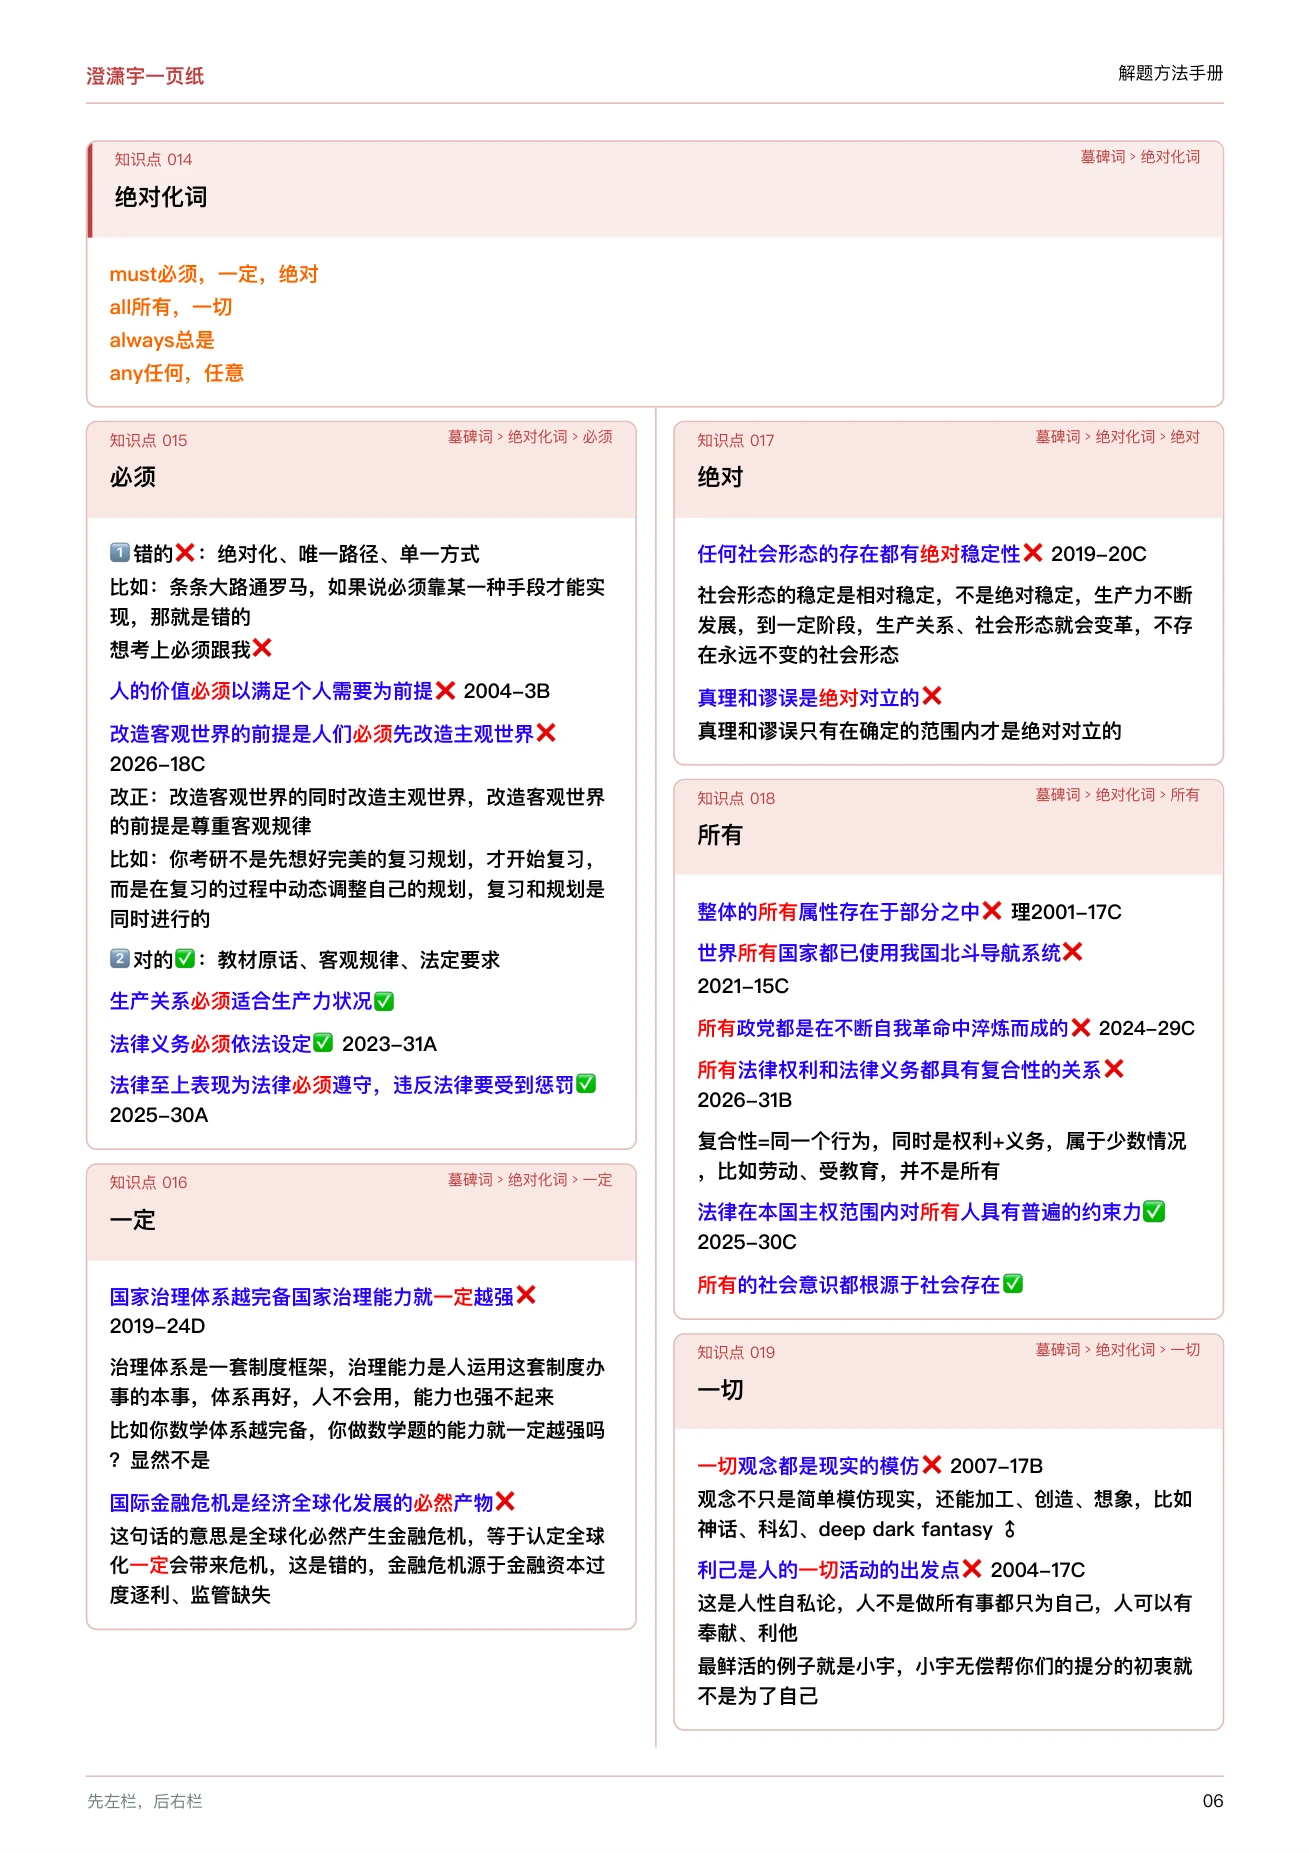 澄潇宇一页纸
解题方法手册
知识点 014
墓碑词 › 绝对化词
绝对化词
must必须，一定，绝对
all所有，一切
always总是
any任何，任意
知识点 015
墓碑词 › 绝对化词 › 必须
必须
1️⃣错的❌：绝对化、唯一路径、单一方式
比如：条条大路通罗马，如果说必须靠某一种手段才能实
现，那就是错的
想考上必须跟我❌
人的价值必须以满足个人需要为前提❌ 2004-3B
改造客观世界的前提是人们必须先改造主观世界❌
2026-18C
改正：改造客观世界的同时改造主观世界，改造客观世界
的前提是尊重客观规律
比如：你考研不是先想好完美的复习规划，才开始复习，
而是在复习的过程中动态调整自己的规划，复习和规划是
同时进行的
2️⃣对的✅：教材原话、客观规律、法定要求
生产关系必须适合生产力状况✅
法律义务必须依法设定✅ 2023-31A
法律至上表现为法律必须遵守，违反法律要受到惩罚✅
2025-30A
知识点 016
墓碑词 › 绝对化词 › 一定
一定
国家治理体系越完备国家治理能力就一定越强❌
2019-24D
治理体系是一套制度框架，治理能力是人运用这套制度办
事的本事，体系再好，人不会用，能力也强不起来
比如你数学体系越完备，你做数学题的能力就一定越强吗
？显然不是
国际金融危机是经济全球化发展的必然产物❌
这句话的意思是全球化必然产生金融危机，等于认定全球
化一定会带来危机，这是错的，金融危机源于金融资本过
度逐利、监管缺失
知识点 017
墓碑词 › 绝对化词 › 绝对
绝对
任何社会形态的存在都有绝对稳定性❌ 2019-20C
社会形态的稳定是相对稳定，不是绝对稳定，生产力不断
发展，到一定阶段，生产关系、社会形态就会变革，不存
在永远不变的社会形态
真理和谬误是绝对对立的❌
真理和谬误只有在确定的范围内才是绝对对立的
知识点 018
墓碑词 › 绝对化词 › 所有
所有
整体的所有属性存在于部分之中❌ 理2001-17C
世界所有国家都已使用我国北斗导航系统❌
2021-15C
所有政党都是在不断自我革命中淬炼而成的❌ 2024-29C
所有法律权利和法律义务都具有复合性的关系❌
2026-31B
复合性=同一个行为，同时是权利+义务，属于少数情况
，比如劳动、受教育，并不是所有
法律在本国主权范围内对所有人具有普遍的约束力✅
2025-30C
所有的社会意识都根源于社会存在✅
知识点 019
墓碑词 › 绝对化词 › 一切
一切
一切观念都是现实的模仿❌ 2007-17B
观念不只是简单模仿现实，还能加工、创造、想象，比如
神话、科幻、deep dark fantasy
利己是人的一切活动的出发点❌ 2004-17C
这是人性自私论，人不是做所有事都只为自己，人可以有
奉献、利他
最鲜活的例子就是小宇，小宇无偿帮你们的提分的初衷就
不是为了自己
先左栏，后右栏
06